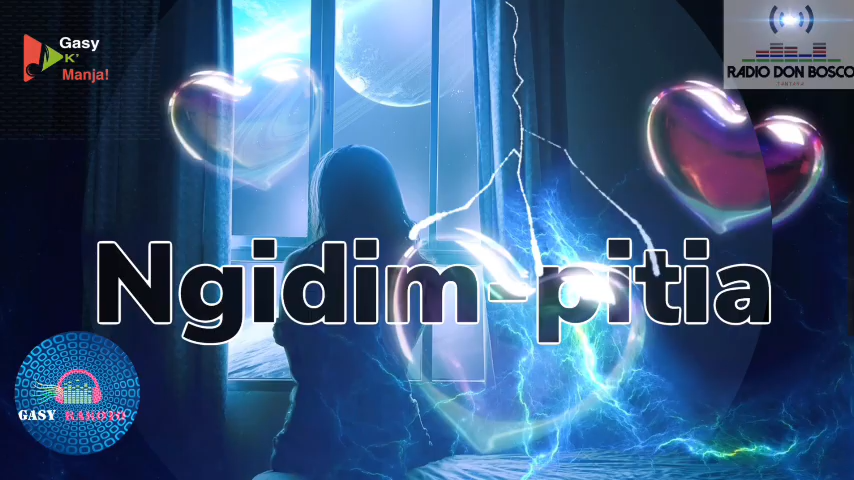 Gasy
K'
Manja!
RADIO DON BOSCO
Ngidim-pitia
GASY RAKOTO